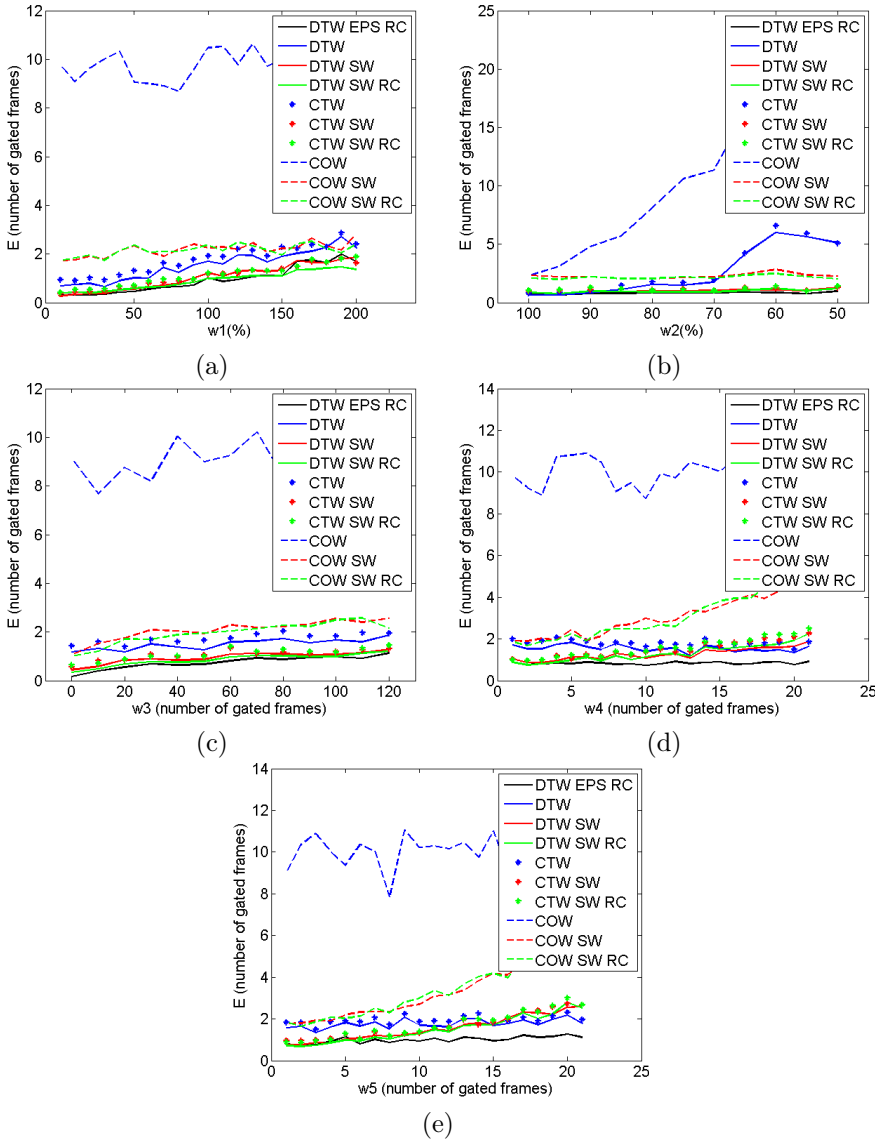 12
10
8
6
4
2
0
E (number of gated frames)
0
50
100
150
200
w1(%)
DTW EPS RC
DTW
DTW SW
DTW SW RC
CTW
CTW SW
CTW SW RC
COW
COW SW
COW SW RC
(a)
25
20
15
10
5
0
E (number of gated frames)
100
90
80
70
60
50
w2(%)
DTW EPS RC
DTW
DTW SW
DTW SW RC
CTW
CTW SW
CTW SW RC
COW
COW SW
COW SW RC
(b)
12
10
8
6
4
2
0
E (number of gated frames)
0
20
40
60
80
100
120
w3 (number of gated frames)
DTW EPS RC
DTW
DTW SW
DTW SW RC
CTW
CTW SW
CTW SW RC
COW
COW SW
COW SW RC
(c)
14
12
10
8
6
4
2
0
E (number of gated frames)
0
5
10
15
20
25
w4 (number of gated frames)
DTW EPS RC
DTW
DTW SW
DTW SW RC
CTW
CTW SW
CTW SW RC
COW
COW SW
COW SW RC
(d)
14
12
10
8
6
4
2
0
E (number of gated frames)
0
5
10
15
20
25
w5 (number of gated frames)
DTW EPS RC
DTW
DTW SW
DTW SW RC
CTW
CTW SW
CTW SW RC
COW
COW SW
COW SW RC
(e)